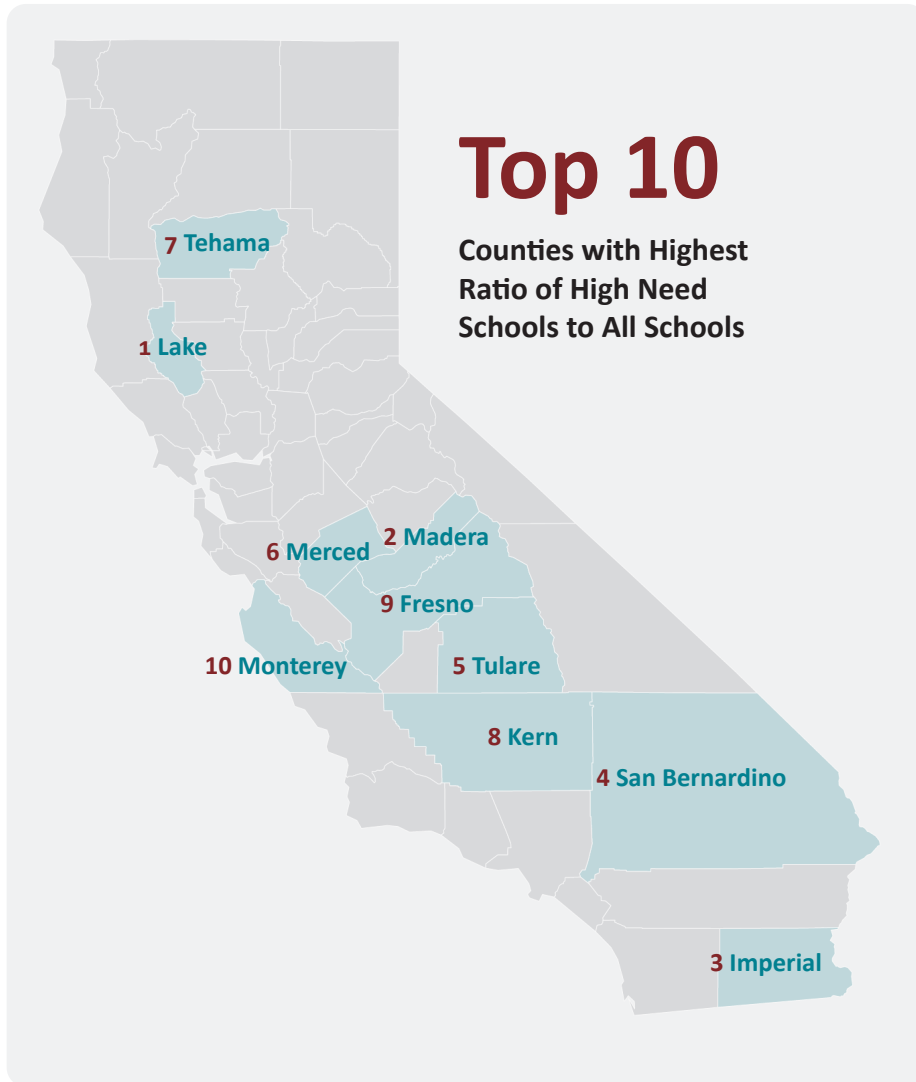 Top 10
Counties with Highest
Ratio of High Need
Schools to All Schools
7 Tehama
1 Lake
2 Madera
6 Merced
9 Fresno
10 Monterey
5 Tulare
8 Kern
4 San Bernardino
3 Imperial